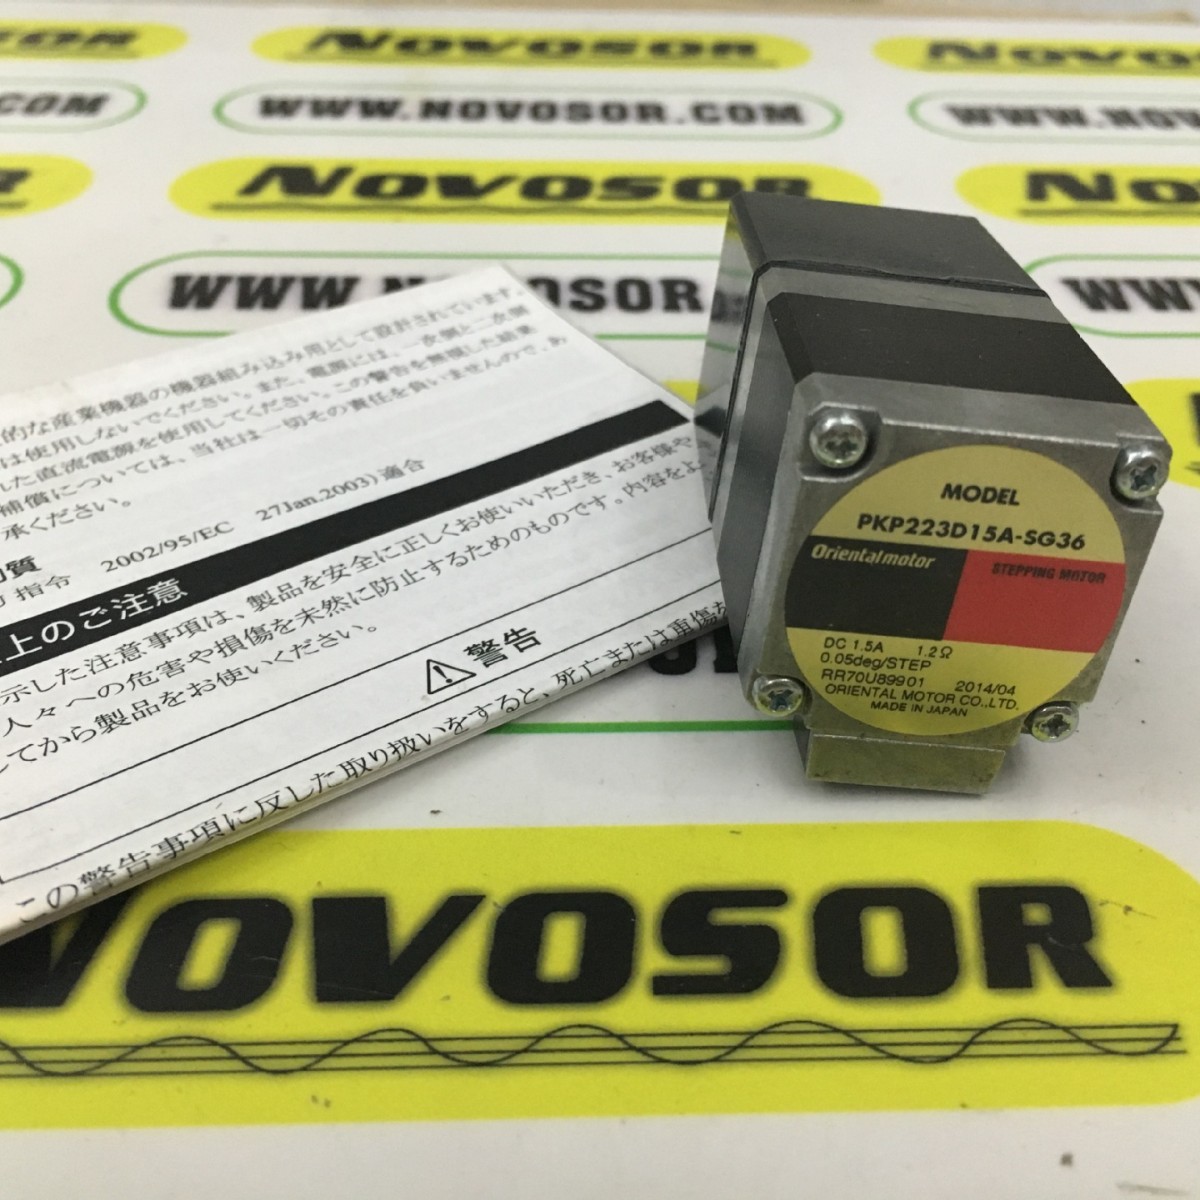 NOVOSOR
NOVOSOR
.COM
WWW.NOVOSOR.COM
NOVOSOR
WWW.NOVOSOR
的な産業機器の機器組み込み用として設計されています。
は使用しないでください。また、電源には、一次側と二次側
した直流電源を使用してください。この警告を無視した結果
補償については、当社は一切その責任を負いませんので、あ
承ください。
質
指令 2002/95/EC 27Jan.2003)適合
上のご注意
示した注意事項は、製品を安全に正しくお使いいただき、お客様や
人々への危害や損傷を未然に防止するためのものです。内容をよ
してから製品をお使いください。
⚠警告
この警告事項に反した取り扱いをすると、死亡または重傷を
MODEL
PKP223D15A-SG36
Orientalmotor
STEPPING MOTOR
DC 1.5A 1.2Ω
0.05deg/STEP
RR70U89901 2014/04
ORIENTAL MOTOR CO.,LTD.
MADE IN JAPAN
NOVOSOR